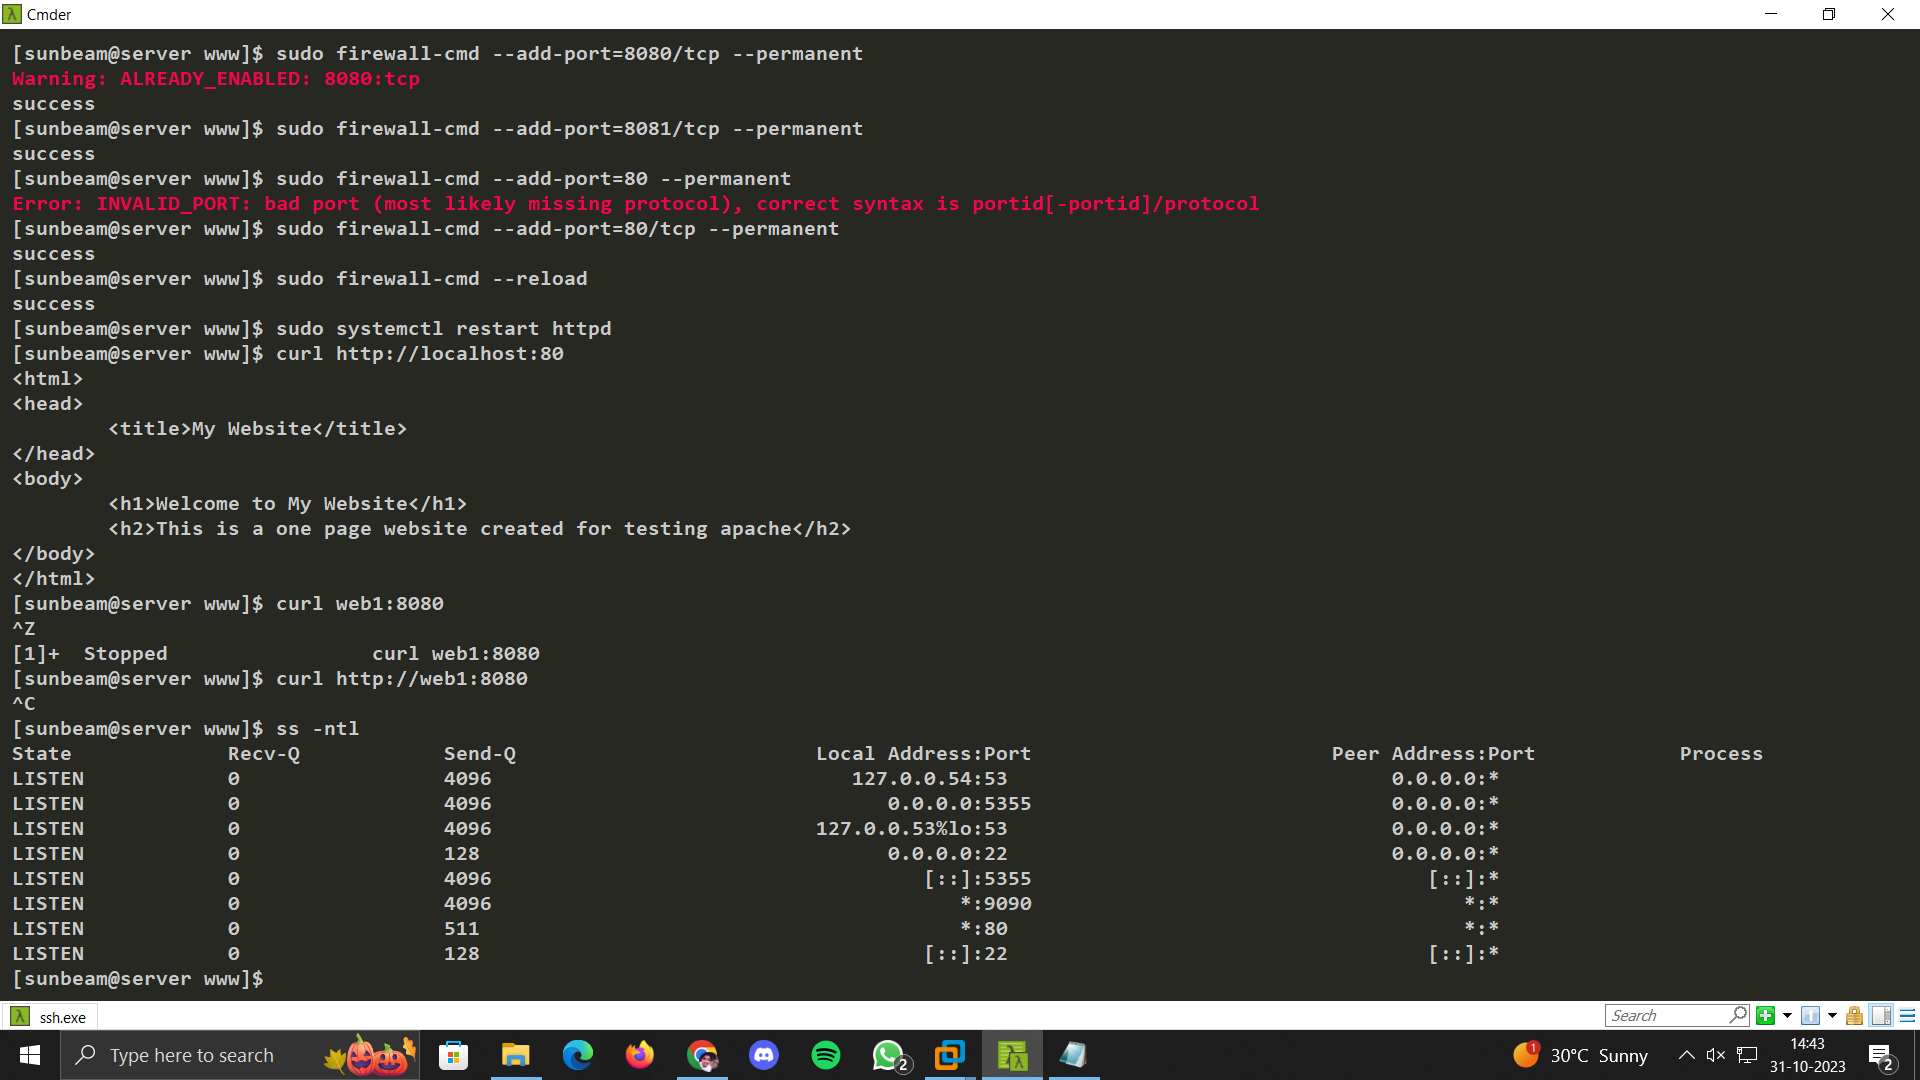 Cmder
[sunbeam@server www]$ sudo firewall-cmd --add-port=8080/tcp --permanent
Warning: ALREADY_ENABLED: 8080:tcp
success
[sunbeam@server www]$ sudo firewall-cmd --add-port=8081/tcp --permanent
success
[sunbeam@server www]$ sudo firewall-cmd --add-port=80 --permanent
Error: INVALID_PORT: bad port (most likely missing protocol), correct syntax is portid[-portid]/protocol
[sunbeam@server www]$ sudo firewall-cmd --add-port=80/tcp --permanent
success
[sunbeam@server www]$ sudo firewall-cmd --reload
success
[sunbeam@server www]$ sudo systemctl restart httpd
[sunbeam@server www]$ curl http://localhost:80
<html>
<head>
        <title>My Website</title>
</head>
<body>
        <h1>Welcome to My Website</h1>
        <h2>This is a one page website created for testing apache</h2>
</body>
</html>
[sunbeam@server www]$ curl web1:8080
^Z
[1]+  Stopped                 curl web1:8080
[sunbeam@server www]$ curl http://web1:8080
^C
[sunbeam@server www]$ ss -ntl
State Recv-Q Send-Q Local Address:Port Peer Address:Port Process
LISTEN 0 4096 127.0.0.54:53 0.0.0.0:*
LISTEN 0 4096 0.0.0.0:5355 0.0.0.0:*
LISTEN 0 4096 127.0.0.53%lo:53 0.0.0.0:*
LISTEN 0 128 0.0.0.0:22 0.0.0.0:*
LISTEN 0 4096 [::]:5355 [::]:*
LISTEN 0 4096 *:9090 *:*
LISTEN 0 511 *:80 *:*
LISTEN 0 128 [::]:22 [::]:*
[sunbeam@server www]$
ssh.exe Search
Type here to search 2 1 30°C Sunny 14:43
31-10-2023 2